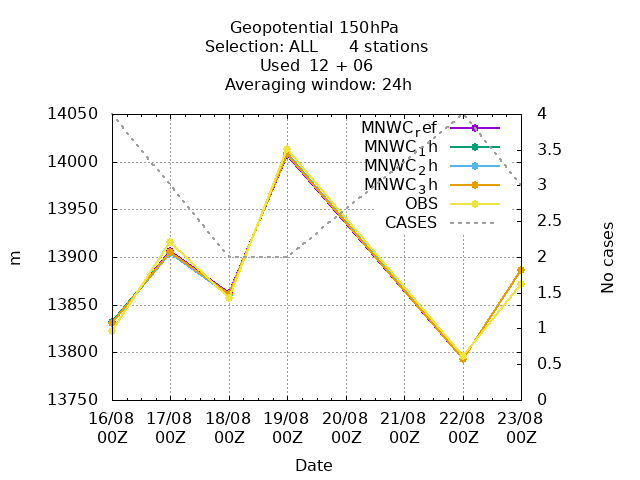 Geopotential 150hPa
Selection: ALL 4 stations
Used 12 + 06
Averaging window: 24h
14050
14000
13950
13900
13850
13800
13750
m
MNWC_ref
MNWC_1h
MNWC_2h
MNWC_3h
OBS
CASES
4
3.5
3
2.5
2
1.5
1
0.5
0
No cases
16/08 17/08 18/08 19/08 20/08 21/08 22/08 23/08
00Z 00Z 00Z 00Z 00Z 00Z 00Z 00Z
Date